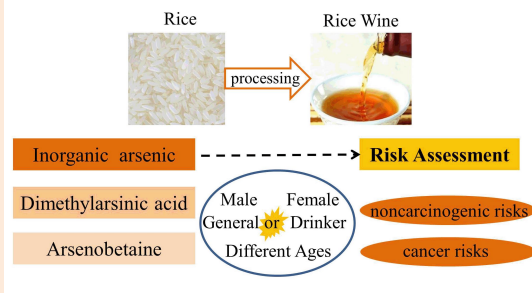 Rice
Rice Wine
processing
Inorganic arsenic
Risk Assessment
Dimethylarsinic acid
Male Female
General or Drinker
Different Ages
noncarcinogenic risks
Arsenobetaine
cancer risks